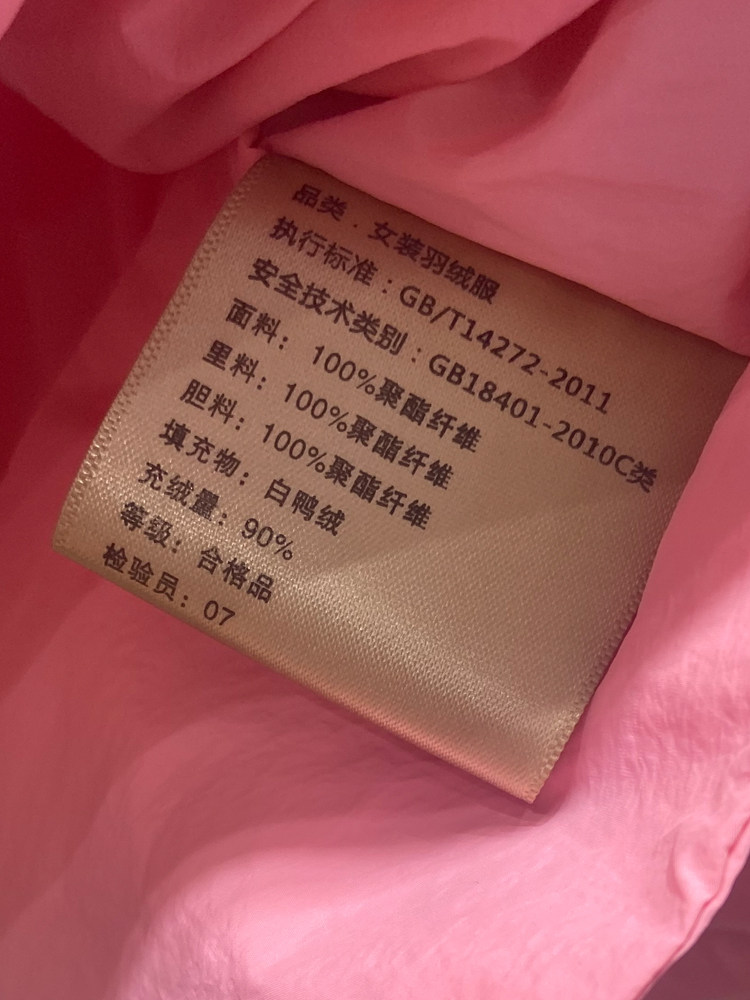 品类：女装羽绒服
执行标准：GB/T14272-2011
安全技术类别：GB18401-2010C类
面料：100%聚酯纤维
里料：100%聚酯纤维
胆料：100%聚酯纤维
填充物：白鸭绒
充绒量：90%
等级：合格品
检验员：07